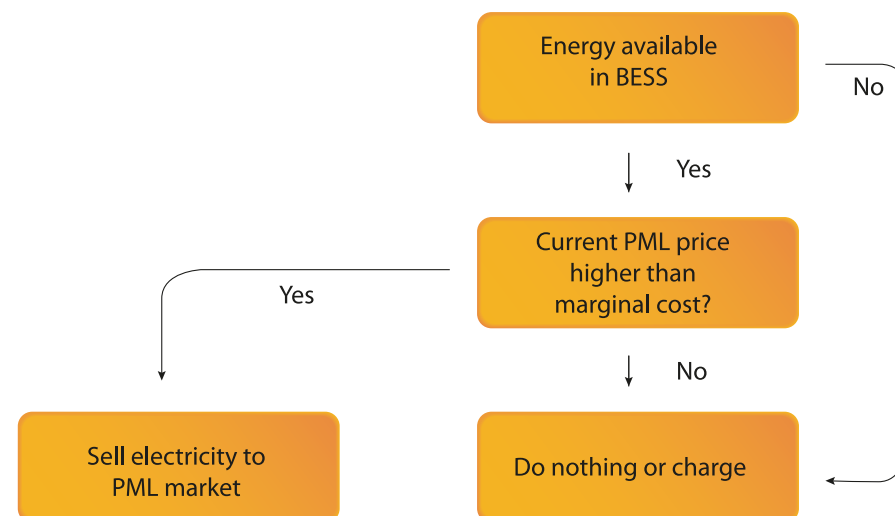 Energy available
in BESS
No
Yes
Current PML price
higher than
marginal cost?
Yes
No
Sell electricity to
PML market
Do nothing or charge